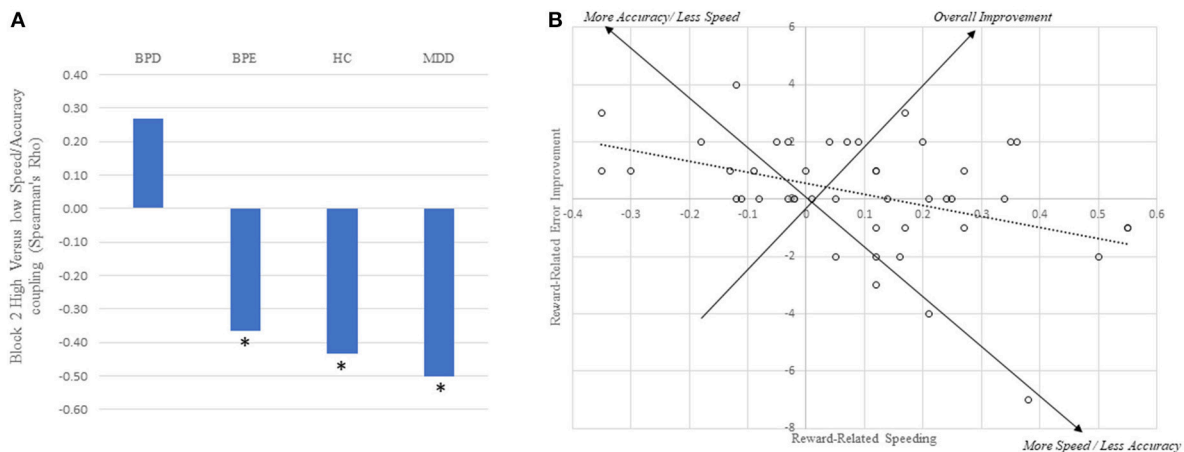 A
BPD BPE HC MDD
0.40
0.30
0.20
0.10
0.00
-0.10
-0.20
-0.30
-0.40
-0.50
-0.60
Block 2 High Versus low Speed/Accuracy
coupling (Spearman's Rho)
*
*
*
B
More Accuracy/ Less Speed
Overall Improvement
6
4
2
-2
-4
-6
-8
-0.4 -0.3 -0.2 -0.1 0 0.1 0.2 0.3 0.4 0.5 0.6
Reward-Related Error Improvement
Reward-Related Speeding
More Speed / Less Accuracy